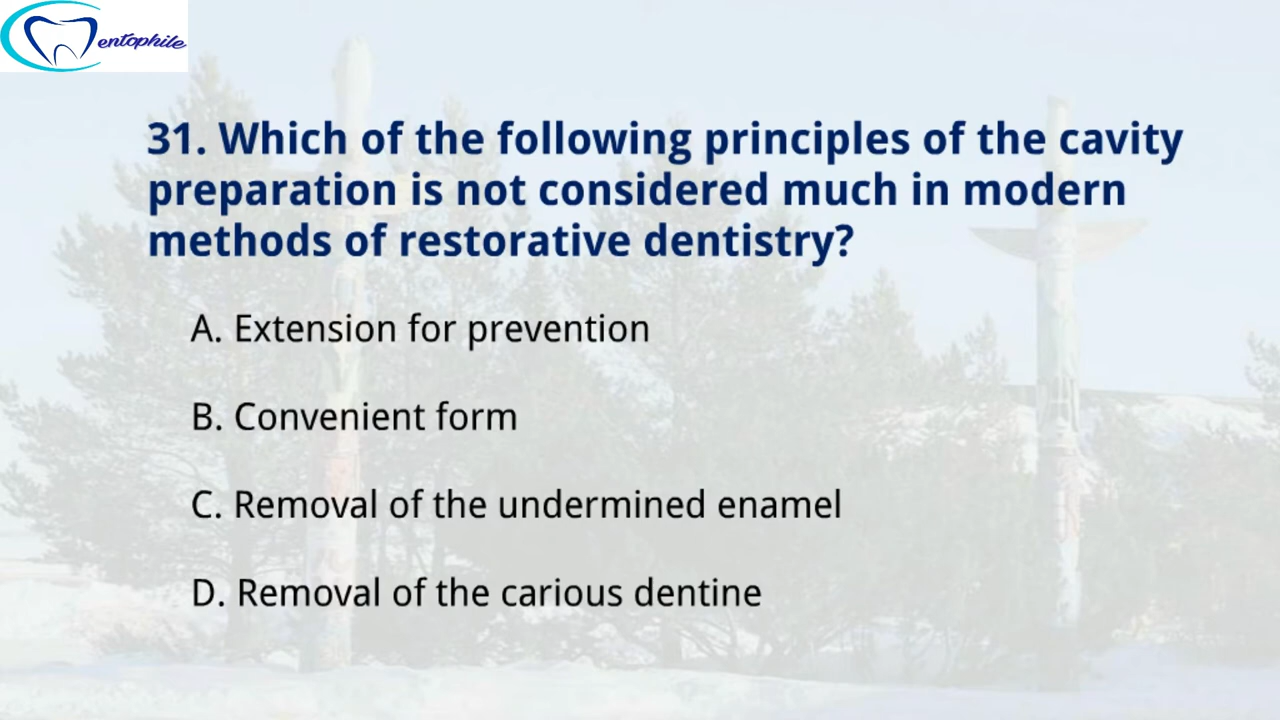 entophile
31. Which of the following principles of the cavity
preparation is not considered much in modern
methods of restorative dentistry?
A. Extension for prevention
B. Convenient form
C. Removal of the undermined enamel
D. Removal of the carious dentine